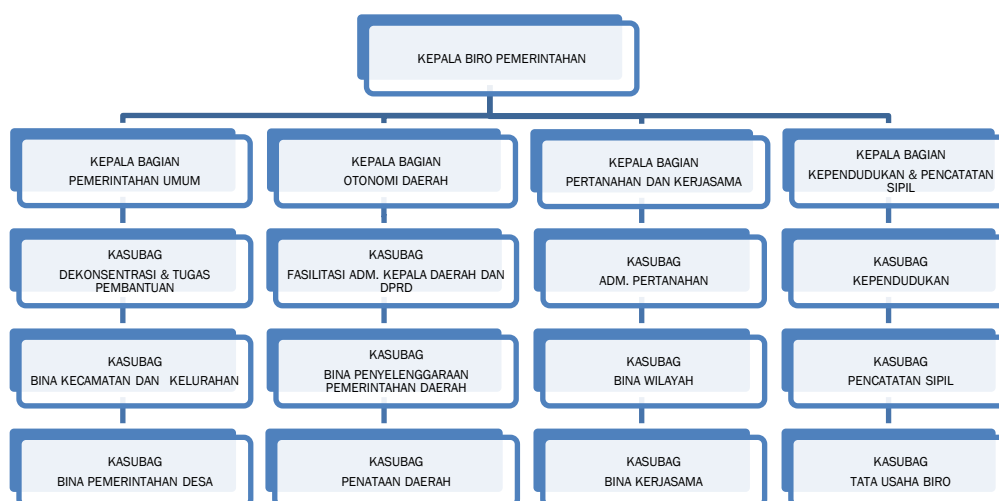 KEPALA BIRO PEMERINTAHAN
KEPALA BAGIAN
PEMERINTAHAN UMUM
KEPALA BAGIAN
OTONOMI DAERAH
KEPALA BAGIAN
PERTANAHAN DAN KERJASAMA
KEPALA BAGIAN
KEPENDUDUKAN & PENCATATAN
SIPIL
KASUBAG
DEKONSENTRASI & TUGAS
PEMBANTUAN
KASUBAG
FASILITASI ADM. KEPALA DAERAH DAN
DPRD
KASUBAG
ADM. PERTANAHAN
KASUBAG
KEPENDUDUKAN
KASUBAG
BINA KECAMATAN DAN KELURAHAN
KASUBAG
BINA PENYELENGGARAAN
PEMERINTAHAN DAERAH
KASUBAG
BINA WILAYAH
KASUBAG
PENCATATAN SIPIL
KASUBAG
BINA PEMERINTAHAN DESA
KASUBAG
PENATAAN DAERAH
KASUBAG
BINA KERJASAMA
KASUBAG
TATA USAHA BIRO